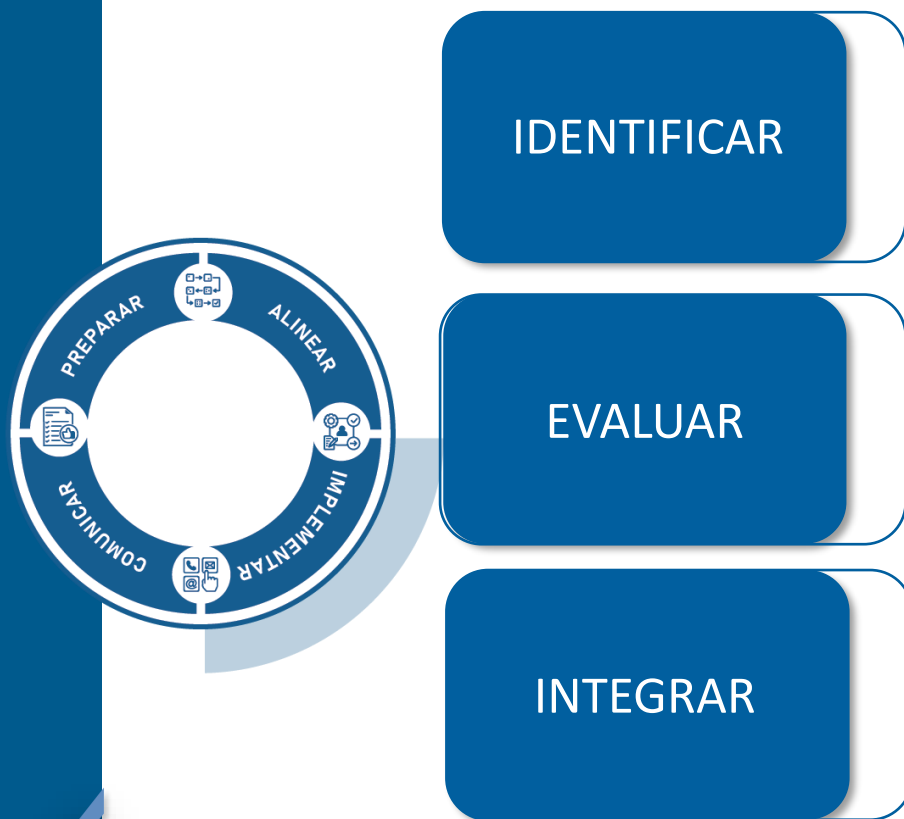 IDENTIFICAR
PREPARAR
ALINEAR
EVALUAR
COMUNICAR
IMPLEMENTAR
INTEGRAR